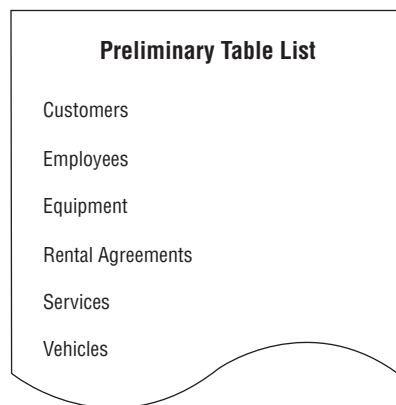 Preliminary Table List
Customers
Employees
Equipment
Rental Agreements
Services
Vehicles